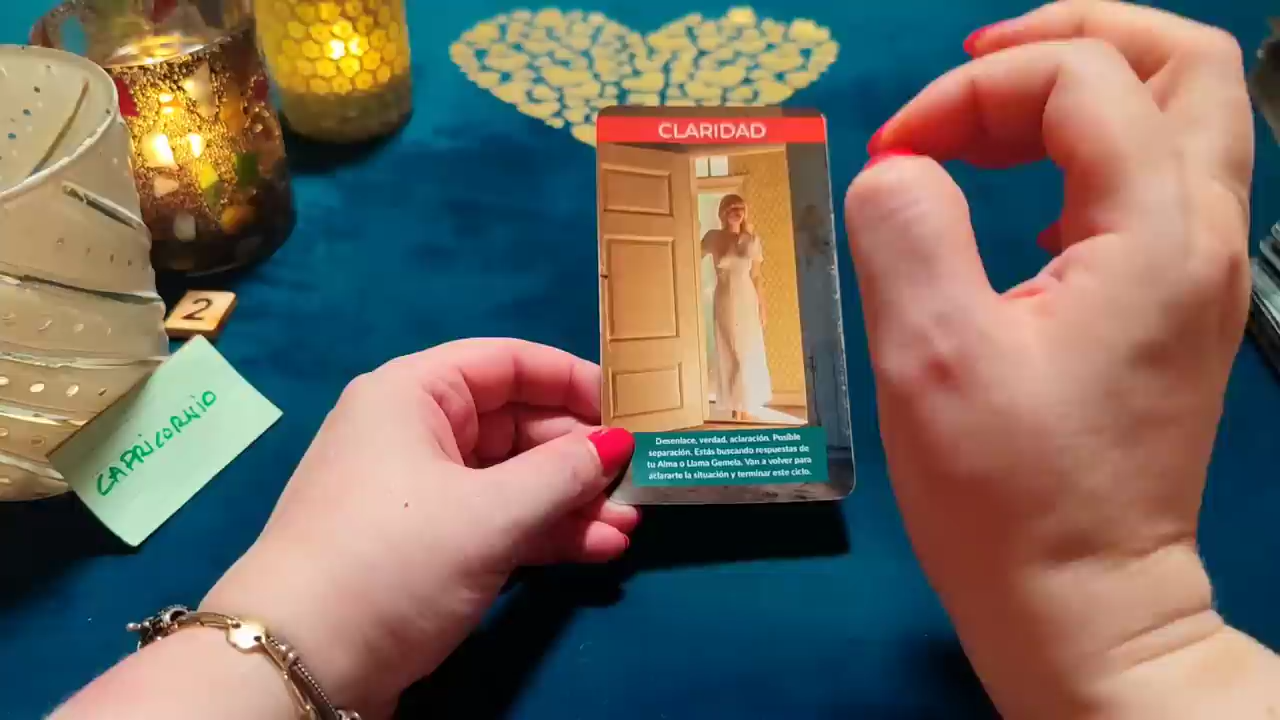 CLARIDAD
Desenlace, verdad, aclaración. Posible
separación. Estás buscando respuestas de
tu Alma o Llama Gemela. Van a volver para
aclararte la situación y terminar este ciclo.
2
CAPRICORNIO